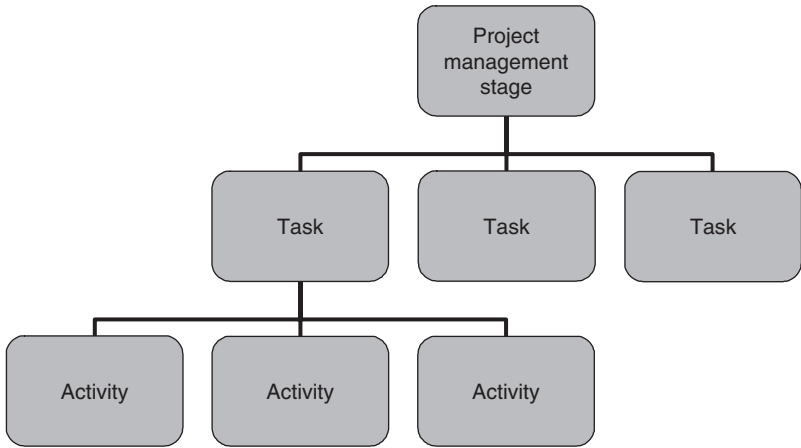 Project
management
stage
Task
Task
Task
Activity
Activity
Activity